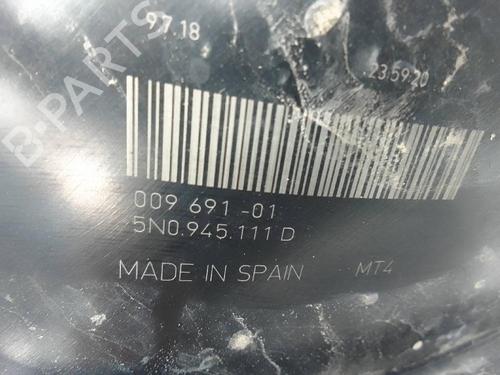 97.18
23:59:20
B-PARTS
009 691 -01
5N0.945.111 D
MADE IN SPAIN MT4